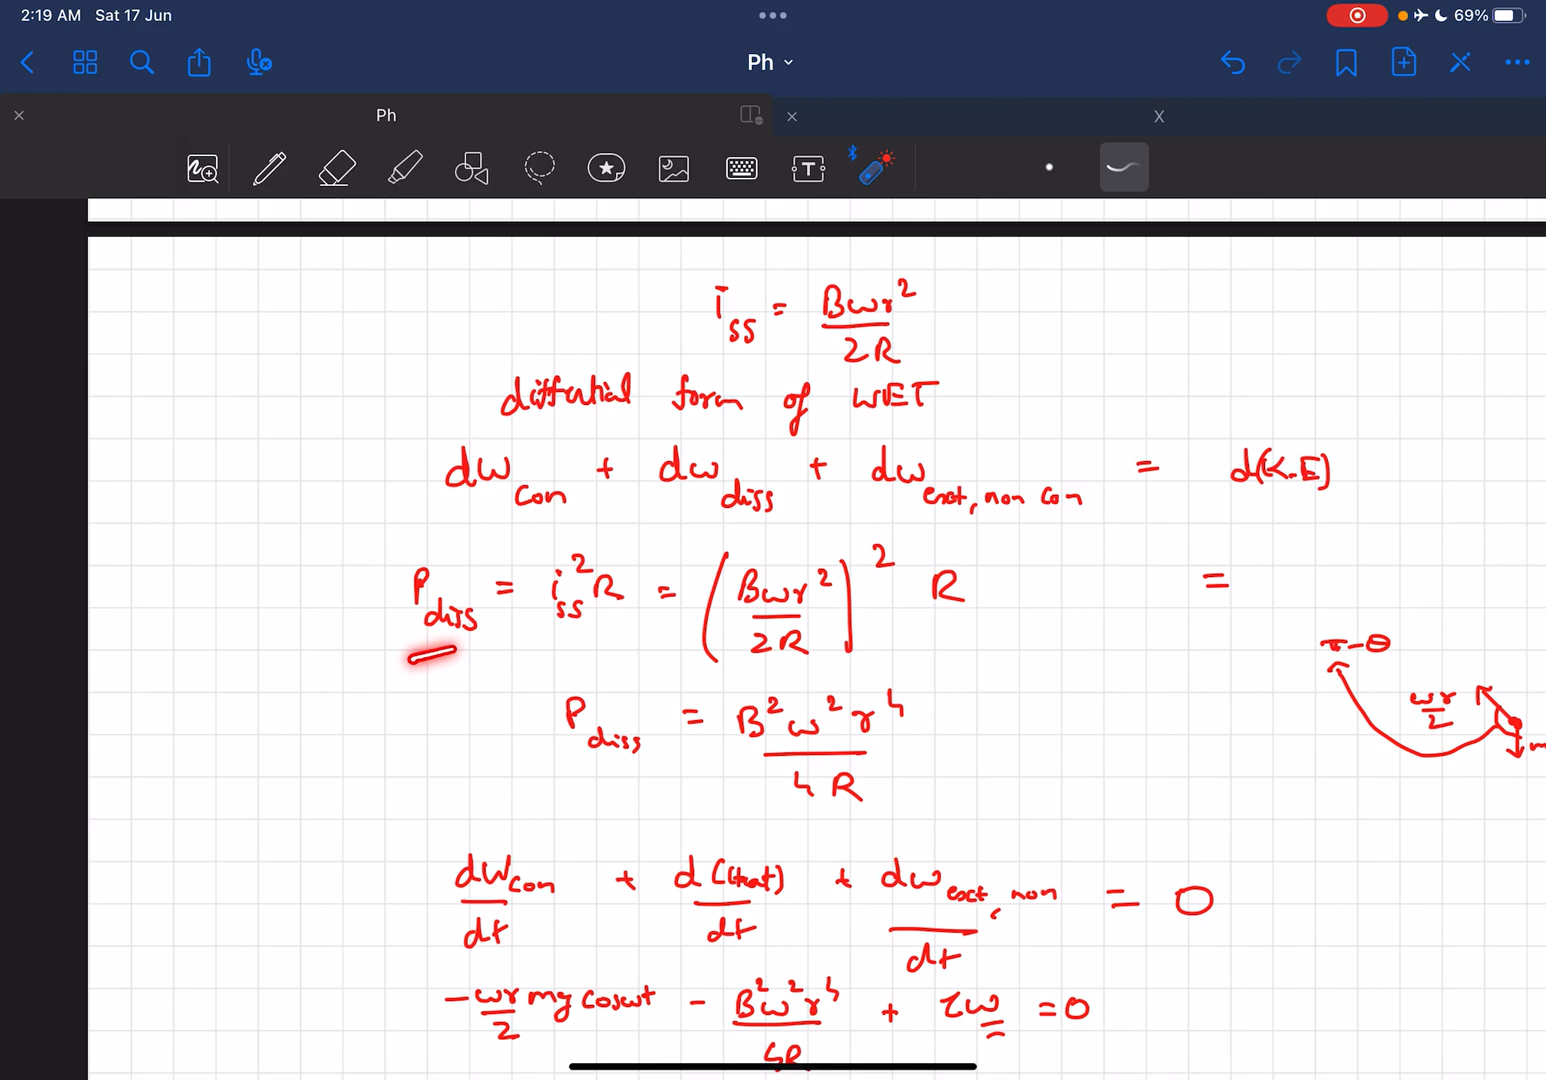 2:19 AM Sat 17 Jun
69%
Ph
Ph
X
T
i_ss = Bωr² / 2R
diffential form of WET
dw_con + dw_diss + dw_ext, non con = d(K.E)
P_diss = i_ss² R = (Bωr² / 2R)² R =
P_diss = B²ω²r⁴ / 4R
π-θ
ωr / 2
dw_con / dt + d(Heat) / dt + dw_ext, non / dt = 0
-ωr / 2 mg cosωt - B²ω²r⁴ / 4R + τω = 0